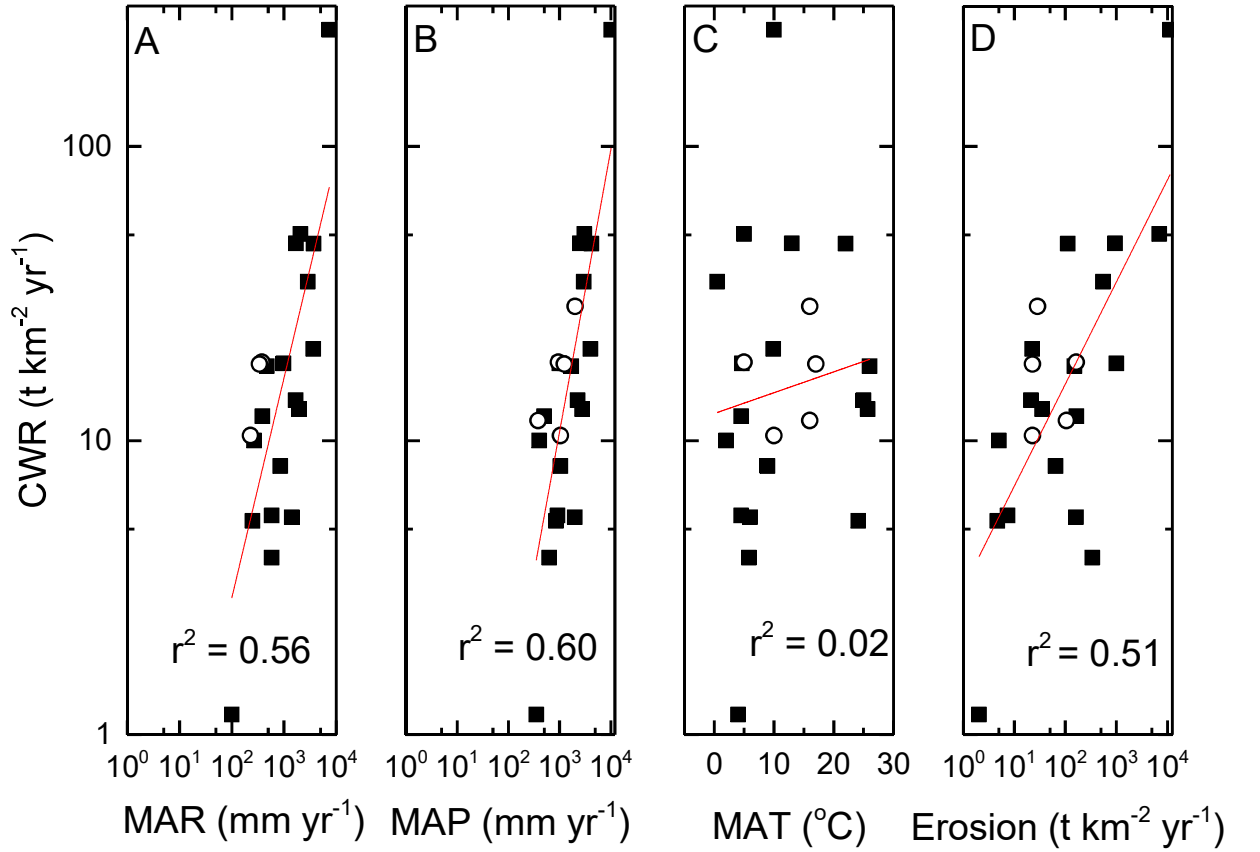 A
B
C
D
100
10
1
CWR (t km⁻² yr⁻¹)
r² = 0.56
r² = 0.60
r² = 0.02
r² = 0.51
10⁰ 10¹ 10² 10³ 10⁴
10⁰ 10¹ 10² 10³ 10⁴
0 10 20 30
10⁰ 10¹ 10² 10³ 10⁴
MAR (mm yr⁻¹)
MAP (mm yr⁻¹)
MAT (°C)
Erosion (t km⁻² yr⁻¹)